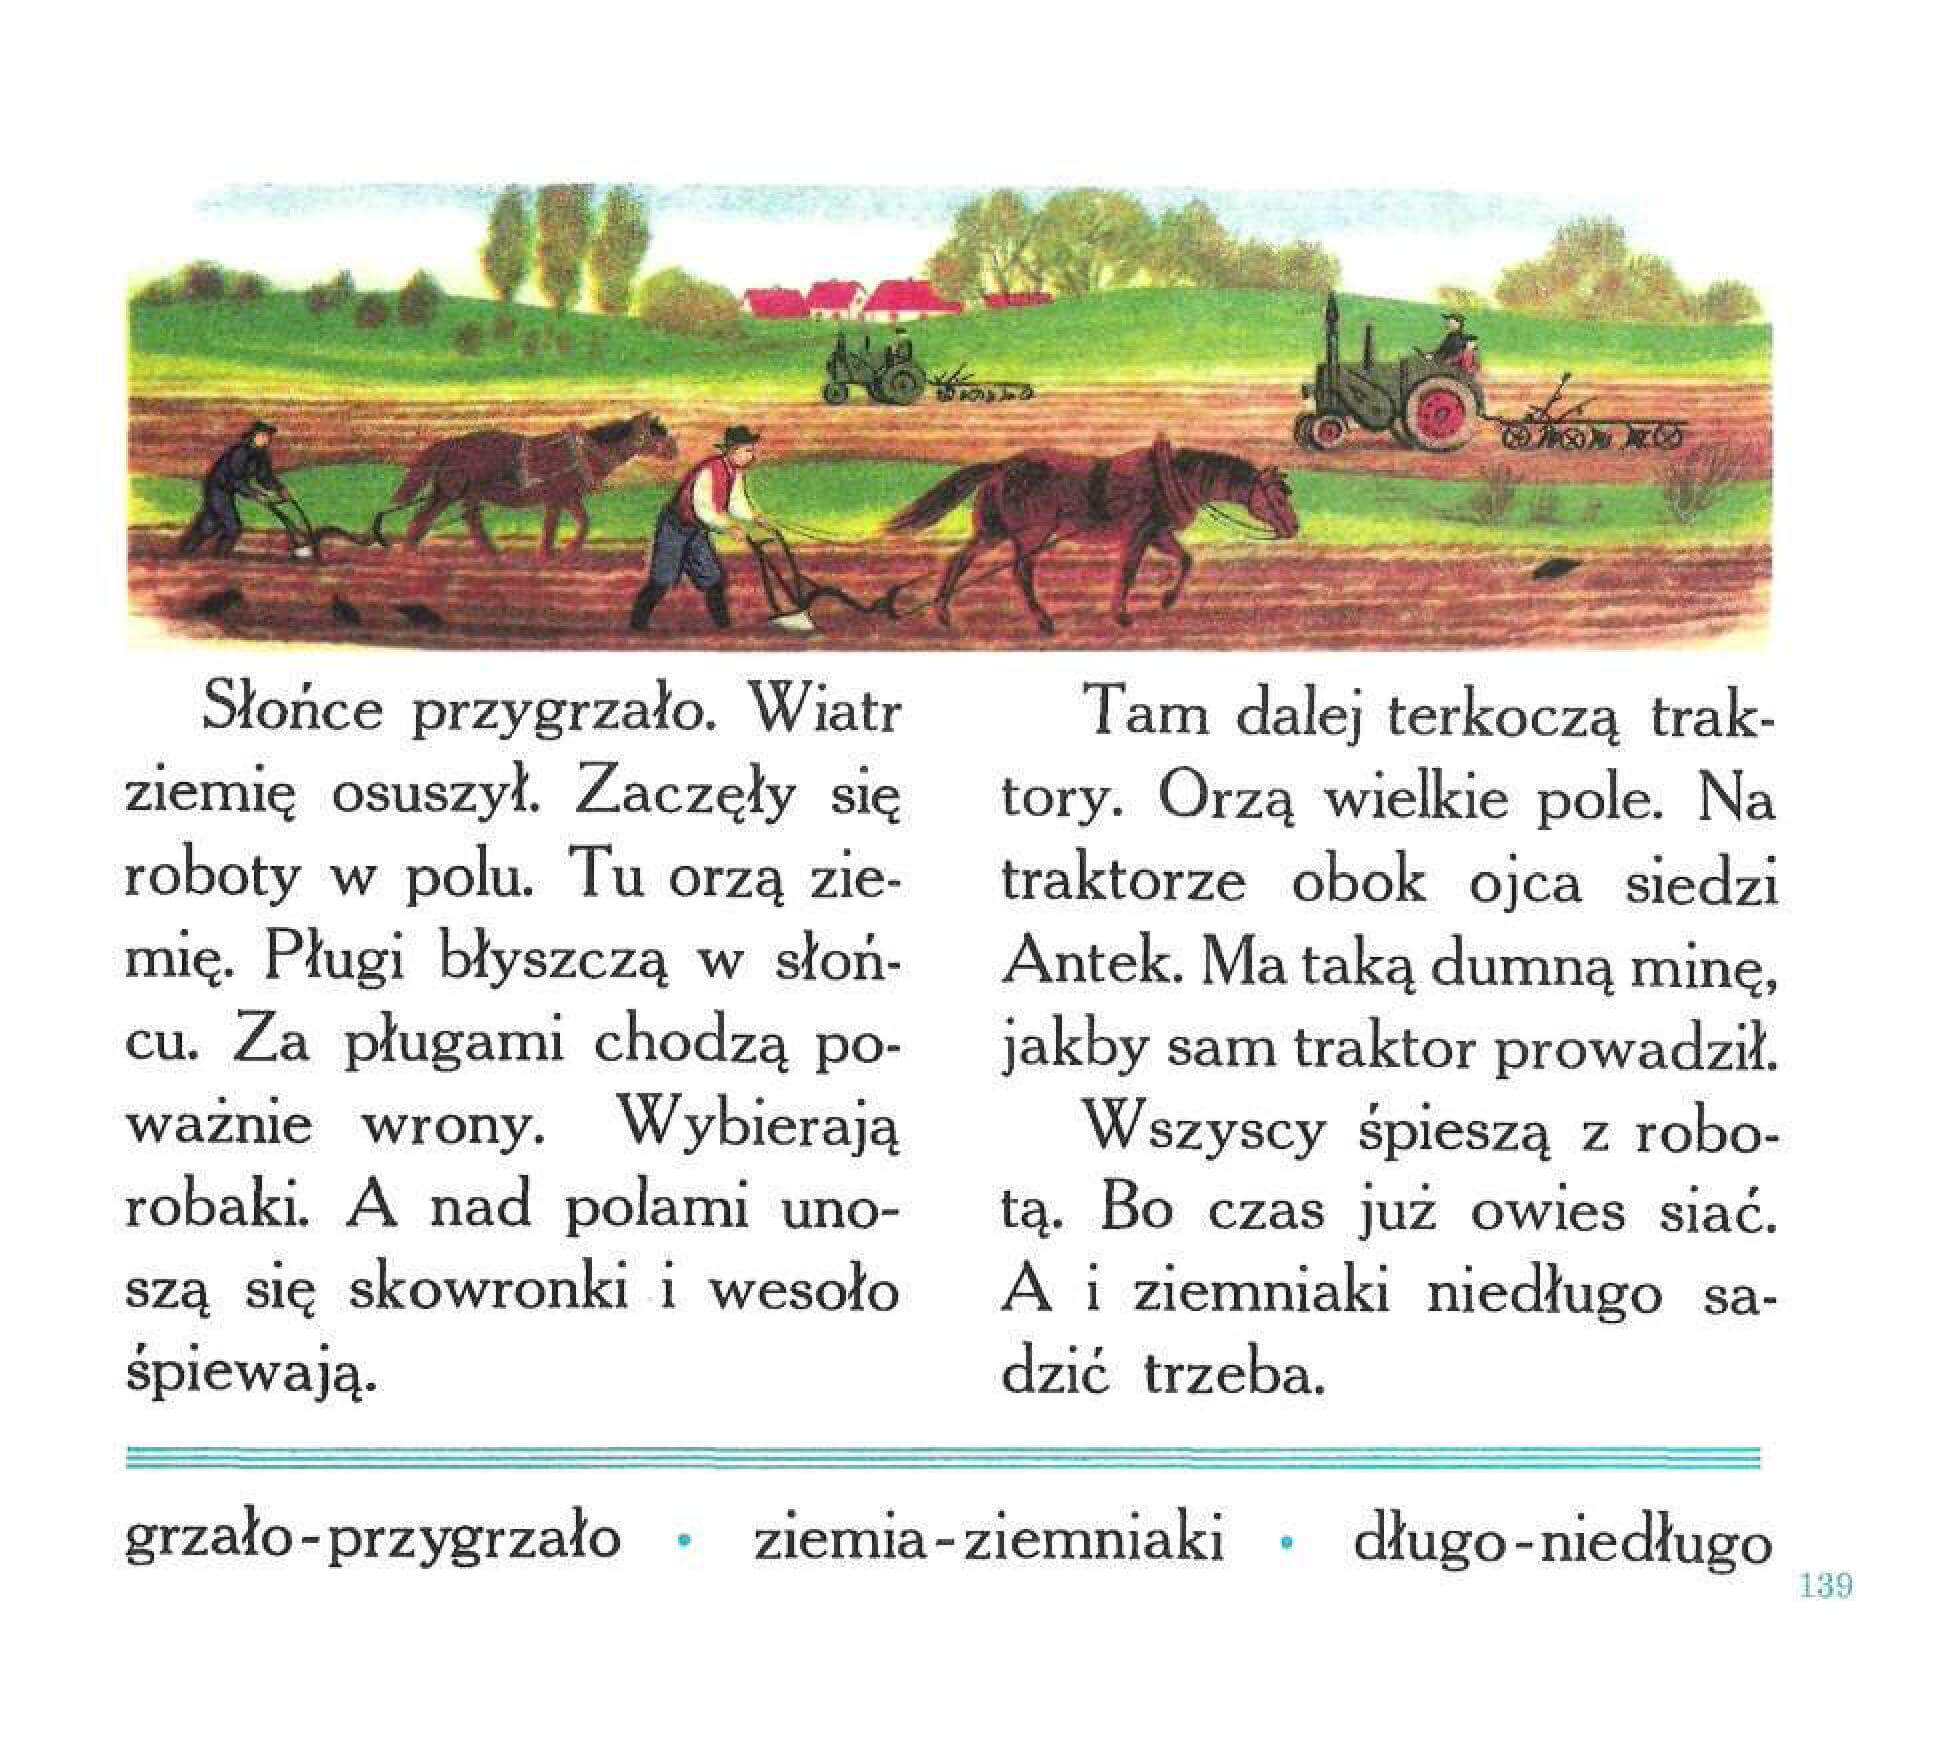 Słońce przygrzało. Wiatr
ziemię osuszył. Zaczęły się
roboty w polu. Tu orzą zie-
mię. Pługi błyszczą w słoń-
cu. Za pługami chodzą po-
ważnie wrony. Wybierają
robaki. A nad polami uno-
szą się skowronki i wesoło
śpiewają.
Tam dalej terkoczą trak-
tory. Orzą wielkie pole. Na
traktorze obok ojca siedzi
Antek. Ma taką dumną minę,
jakby sam traktor prowadził.
Wszyscy śpieszą z robo-
tą. Bo czas już owies siać.
A i ziemniaki niedługo sa-
dzić trzeba.
grzało-przygrzało • ziemia-ziemniaki • długo-niedługo
139